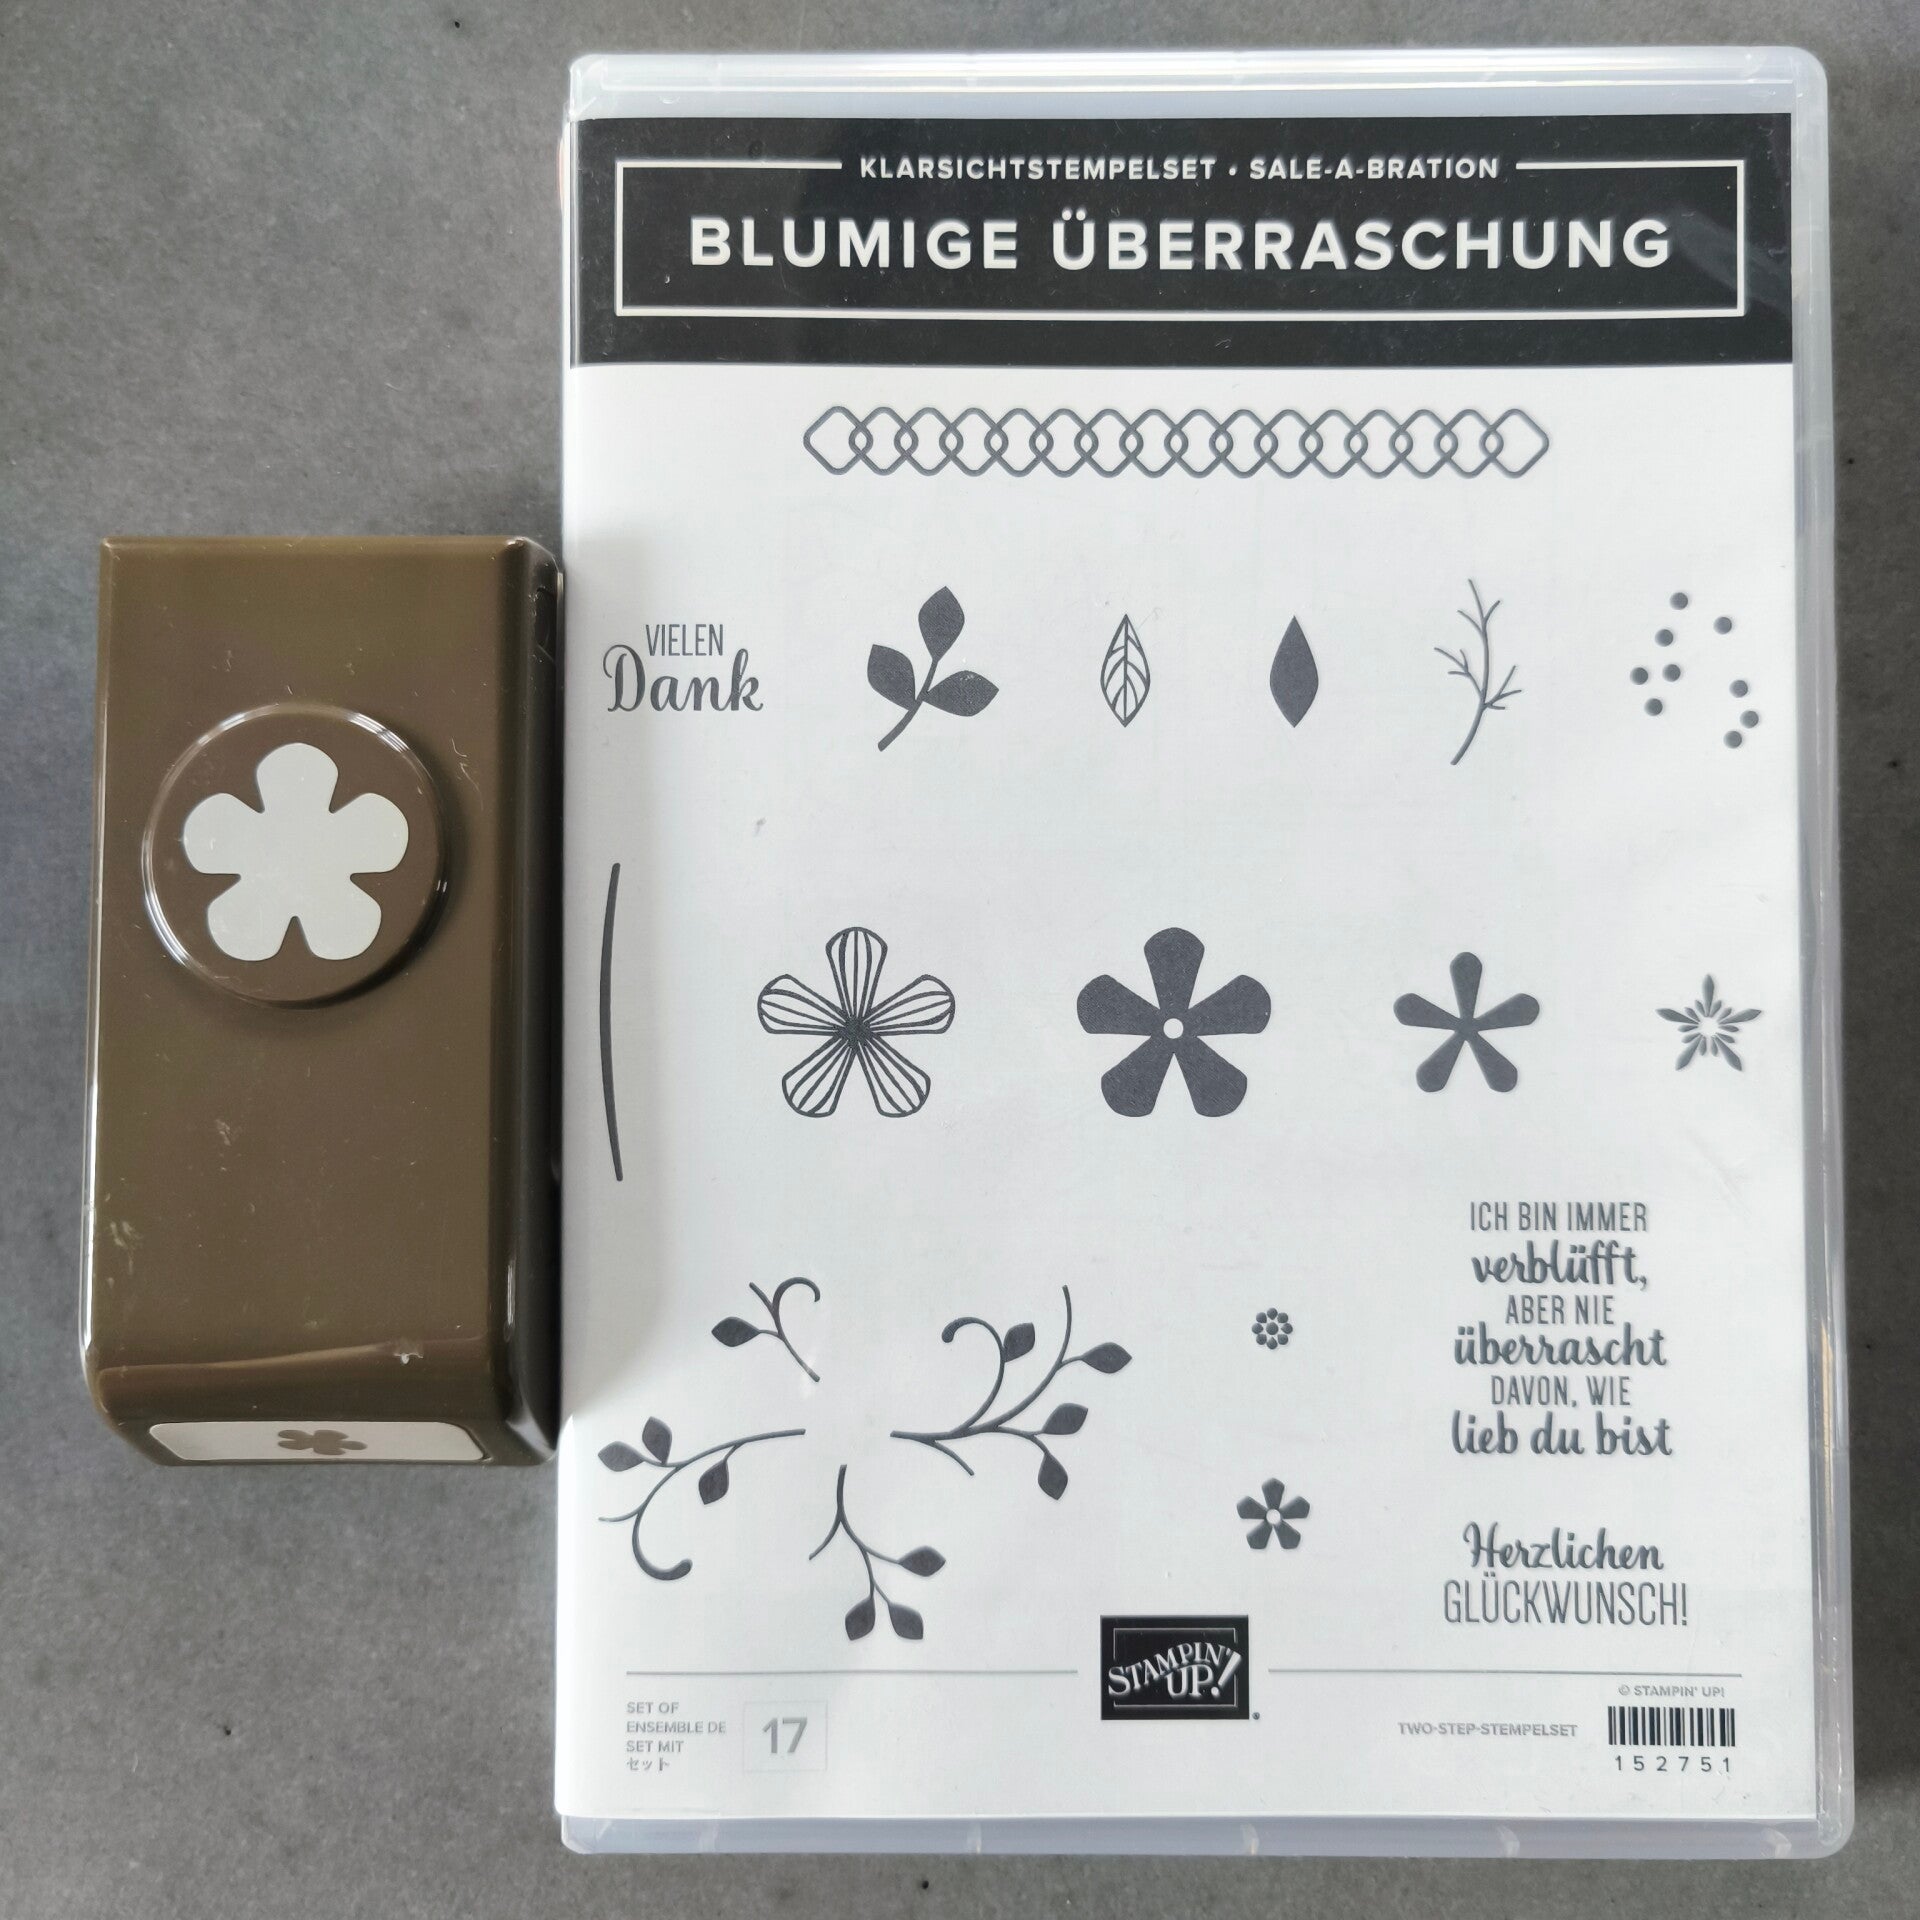 KLARSICHTSTEMPELSET • SALE-A-BRATION
BLUMIGE ÜBERRASCHUNG
VIELEN
Dank
ICH BIN IMMER
verblüfft,
ABER NIE
überrascht
DAVON, WIE
lieb du bist
Herzlichen
GLÜCKWUNSCH!
STAMPIN'
UP!®
SET OF
ENSEMBLE DE
SET MIT
セット
17
© STAMPIN' UP!
TWO-STEP-STEMPELSET
152751